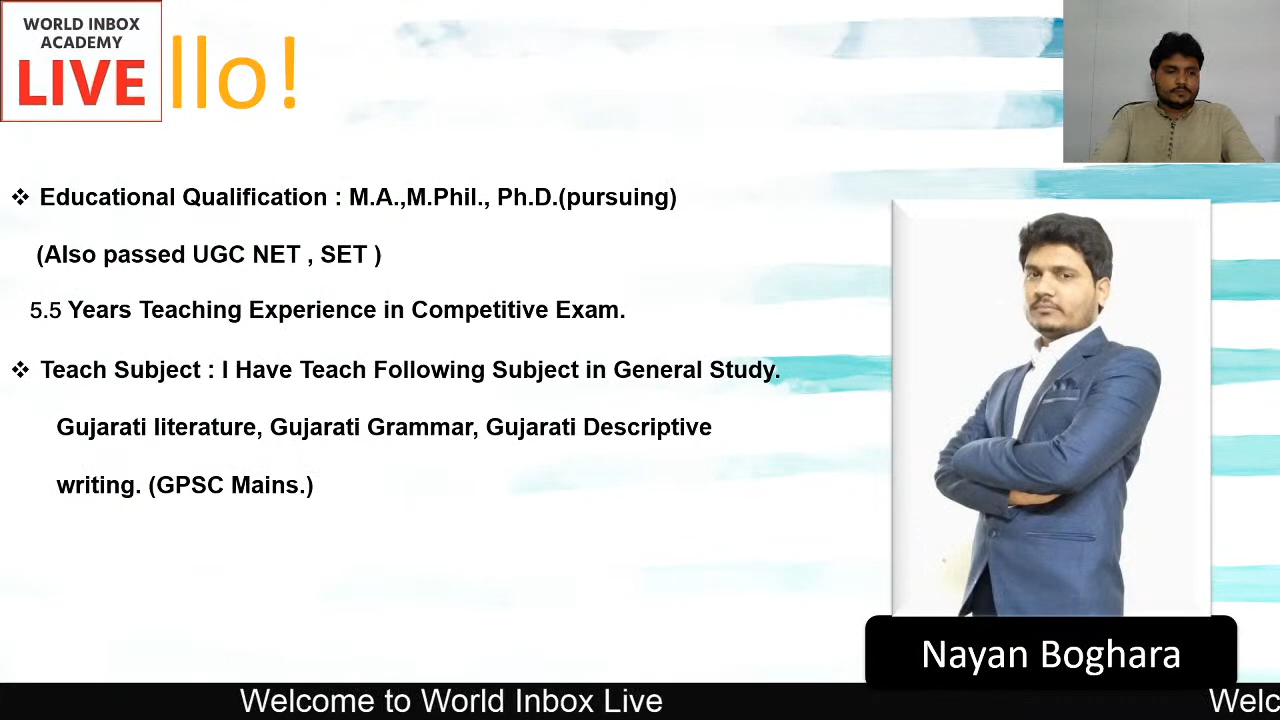 WORLD INBOX
ACADEMY
LIVE
llo!
❖ Educational Qualification : M.A.,M.Phil., Ph.D.(pursuing)
(Also passed UGC NET , SET )
5.5 Years Teaching Experience in Competitive Exam.
❖ Teach Subject : I Have Teach Following Subject in General Study.
Gujarati literature, Gujarati Grammar, Gujarati Descriptive
writing. (GPSC Mains.)
Nayan Boghara
Welcome to World Inbox Live Welc